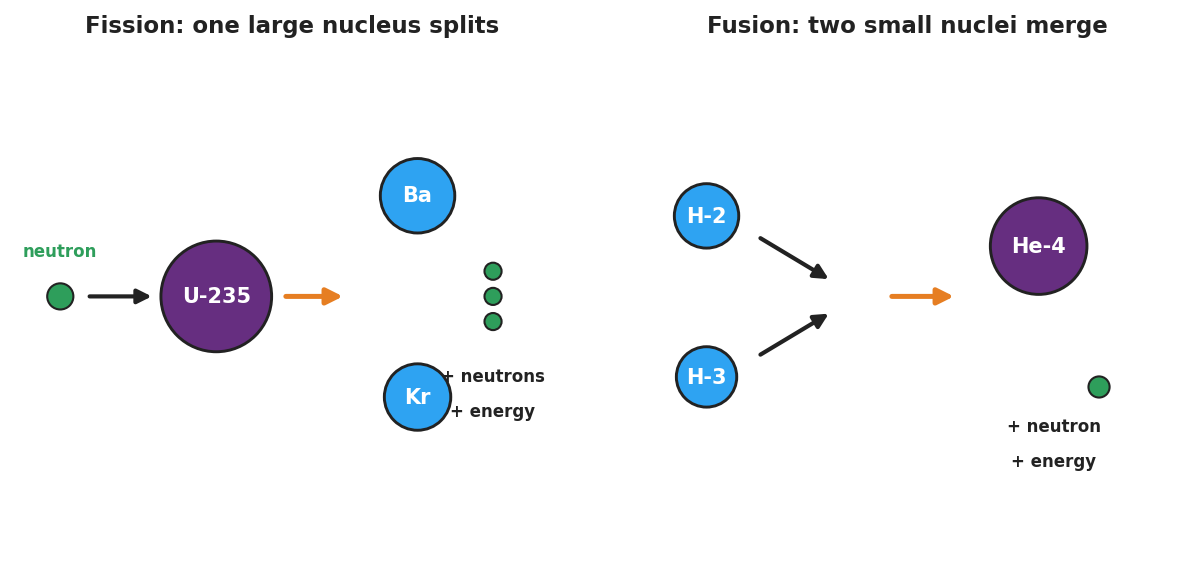 Fission: one large nucleus splits
neutron
U-235
Ba
Kr
+ neutrons
+ energy
Fusion: two small nuclei merge
H-2
H-3
He-4
+ neutron
+ energy